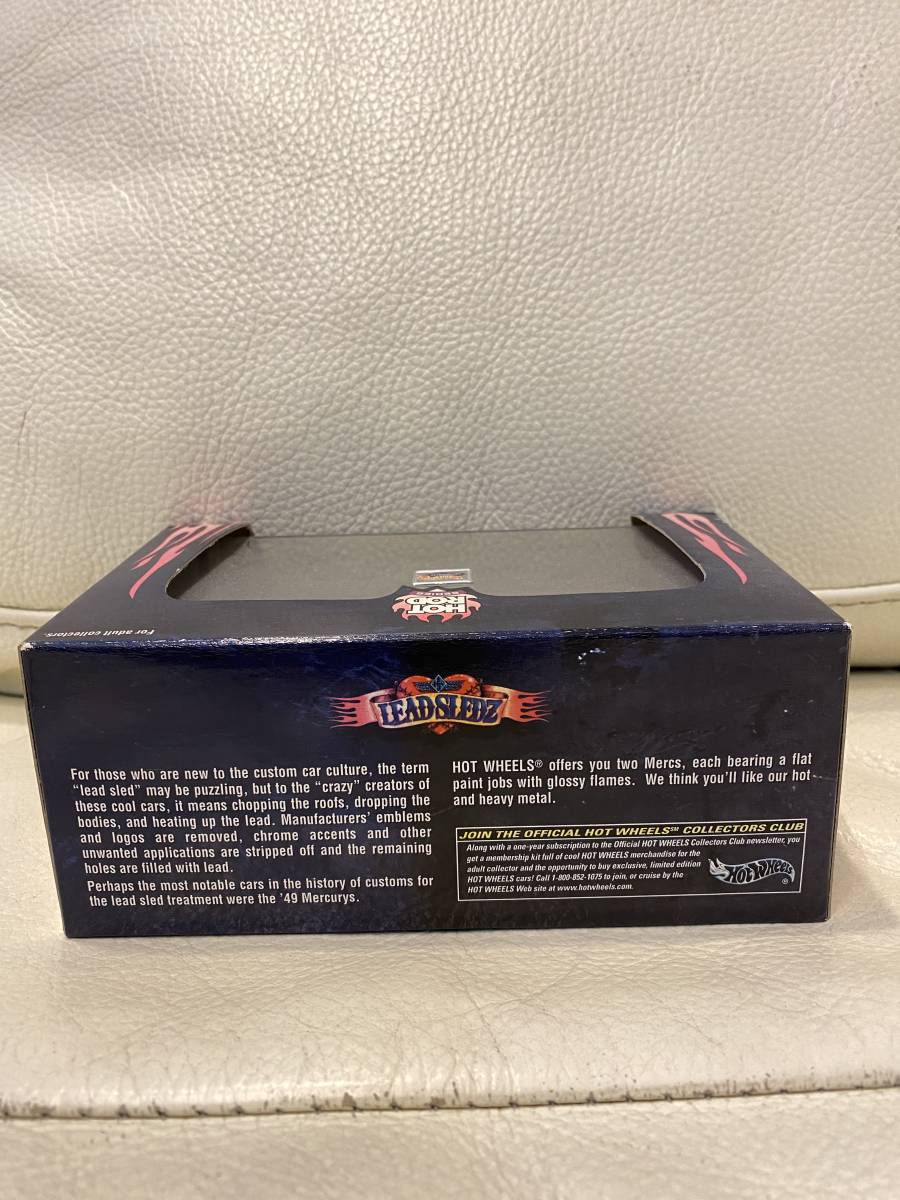 HOT
ROD
SERIES
For adult collectors.
LEAD SLEDZ
For those who are new to the custom car culture, the term
"lead sled" may be puzzling, but to the "crazy" creators of
these cool cars, it means chopping the roofs, dropping the
bodies, and heating up the lead. Manufacturers' emblems
and logos are removed, chrome accents and other
unwanted applications are stripped off and the remaining
holes are filled with lead.
Perhaps the most notable cars in the history of customs for
the lead sled treatment were the '49 Mercurys.
HOT WHEELS® offers you two Mercs, each bearing a flat
paint jobs with glossy flames. We think you'll like our hot
and heavy metal.
JOIN THE OFFICIAL HOT WHEELS℠ COLLECTORS CLUB
Along with a one-year subscription to the Official HOT WHEELS Collectors Club newsletter, you
get a membership kit full of cool HOT WHEELS merchandise for the
adult collector and the opportunity to buy exclusive, limited edition
HOT WHEELS cars! Call 1-800-852-1075 to join, or cruise by the
HOT WHEELS Web site at www.hotwheels.com.
HOT WHEELS®